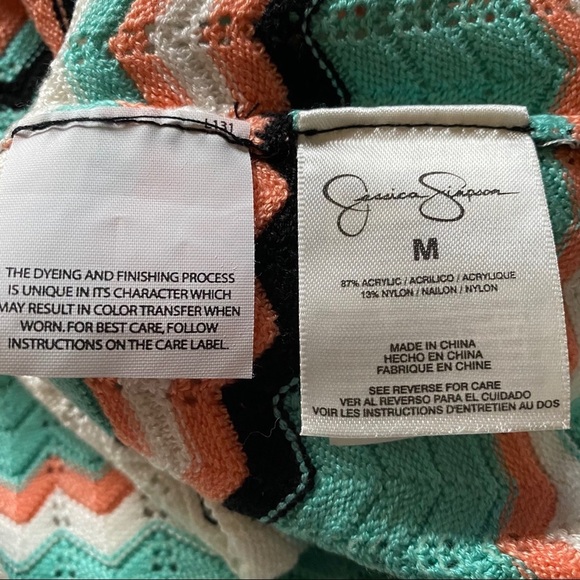 L131
THE DYEING AND FINISHING PROCESS
IS UNIQUE IN ITS CHARACTER WHICH
MAY RESULT IN COLOR TRANSFER WHEN
WORN. FOR BEST CARE, FOLLOW
INSTRUCTIONS ON THE CARE LABEL.
Jessica Simpson
M
87% ACRYLIC / ACRILICO / ACRYLIQUE
13% NYLON / NAILON / NYLON
MADE IN CHINA
HECHO EN CHINA
FABRIQUE EN CHINE
SEE REVERSE FOR CARE
VER AL REVERSO PARA EL CUIDADO
VOIR LES INSTRUCTIONS D'ENTRETIEN AU DOS